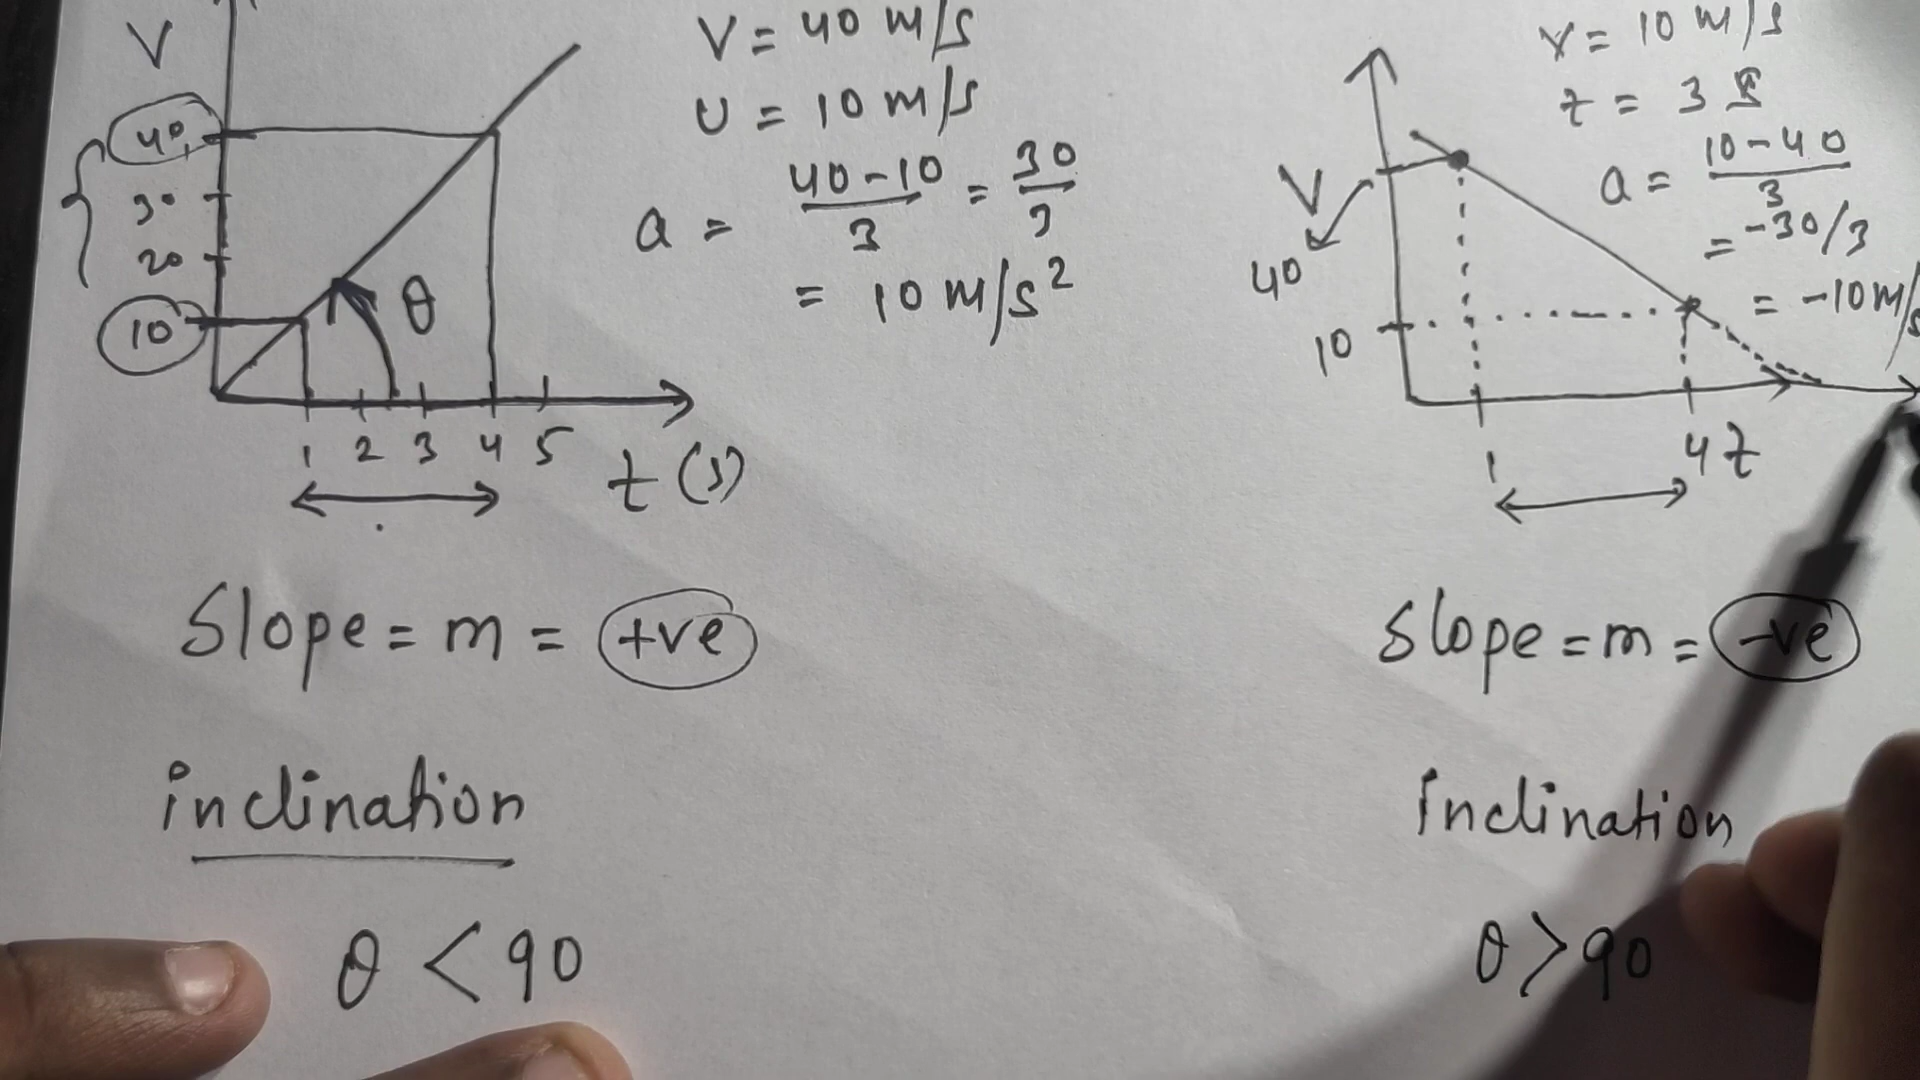 V
40
30
20
10
θ
1 2 3 4 5
t (s)
V = 40 m/s
U = 10 m/s
a = 40-10/3 = 30/3
= 10 m/s²
Slope = m = +ve
inclination
θ < 90
V = 10 m/s
t = 3 s
a = 10-40/3
= -30/3
= -10 m/s
V
40
10
1 4 t
Slope = m = -ve
Inclination
θ > 90